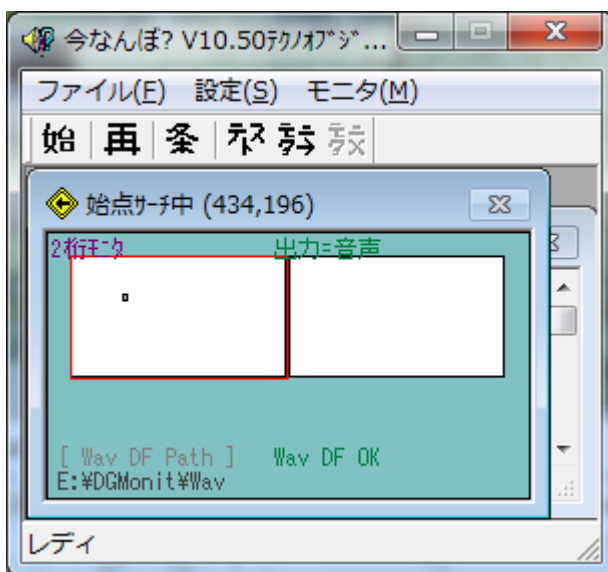 今なんぼ? V10.50ﾃｸﾉｵﾌﾞｼﾞ...
ファイル(F) 設定(S) モニタ(M)
始 再 条
始点ｻｰﾁ中 (434,196)
2桁ﾓﾆﾀ 出力=音声
[ Wav DF Path ] Wav DF OK
E:¥DGMonit¥Wav
レディ